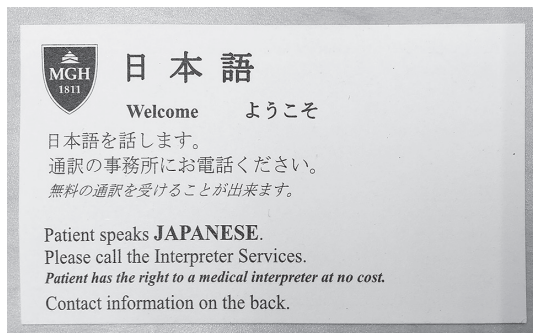 MGH
1811
日本語
Welcome ようこそ
日本語を話します。
通訳の事務所にお電話ください。
無料の通訳を受けることが出来ます。
Patient speaks JAPANESE.
Please call the Interpreter Services.
Patient has the right to a medical interpreter at no cost.
Contact information on the back.